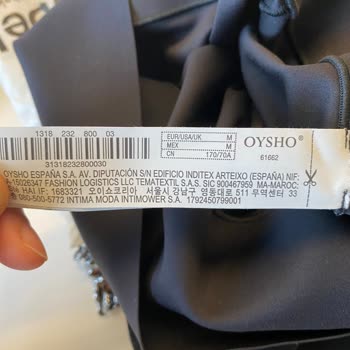 1318 232 800 03
31318232800030
EUR/USA/UK M
MEX M
CN 170/70A
OYSHO®
61662
OYSHO ESPAÑA S.A. AV. DIPUTACIÓN S/N EDIFICIO INDITEX ARTEIXO (ESPAÑA) NIF:
A-15026347 FASHION LOGISTICS LLC TEMATEXTIL S.A.S. SIC 900467959 MA-MAROC:
HAI IF: 1683321 오이쇼코리아 서울시 강남구 영동대로 511 무역센터 33
080-500-5772 INTIMA MODA INTIMOWER S.A. 1792450799001